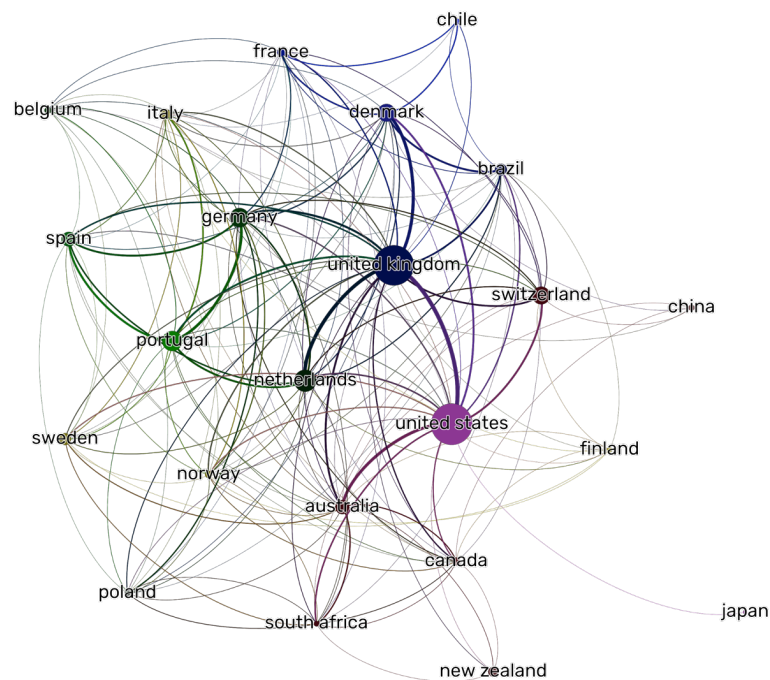 chile
france
belgium
italy
denmark
brazil
germany
spain
united kingdom
switzerland
china
portugal
netherlands
united states
sweden
finland
norway
australia
canada
poland
japan
south africa
new zealand